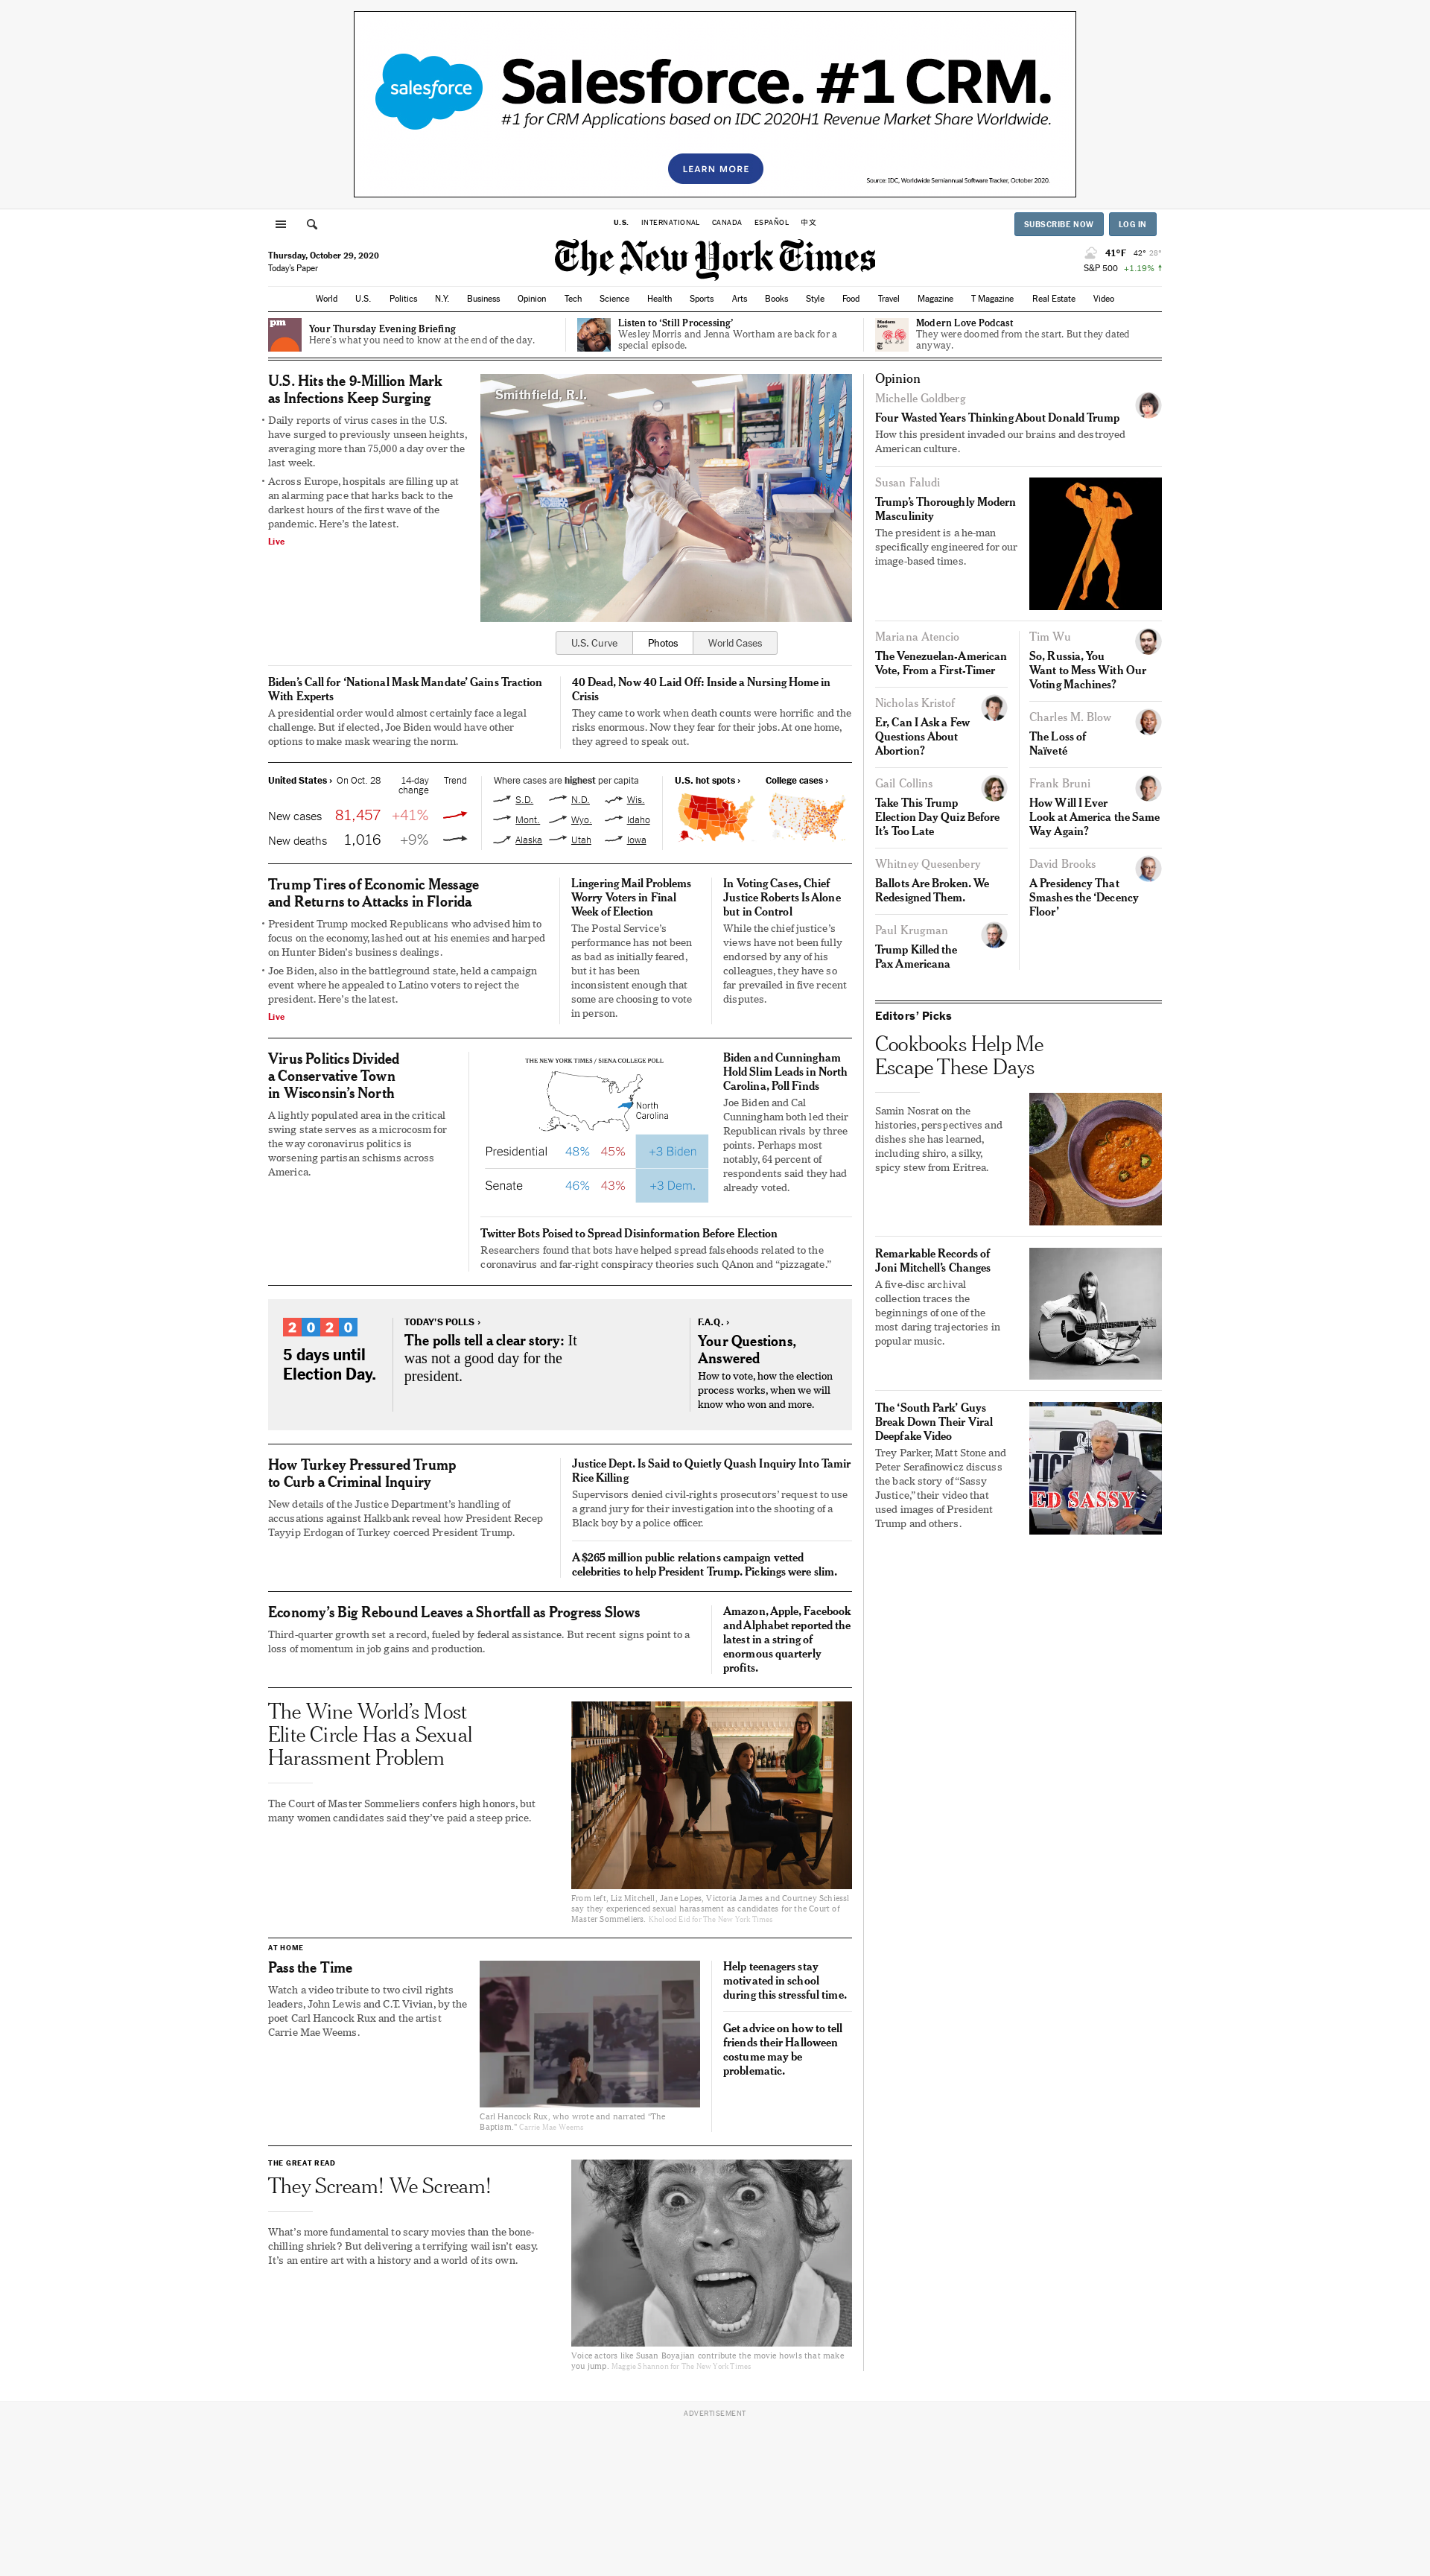 salesforce
Salesforce. #1 CRM.
#1 for CRM Applications based on IDC 2020H1 Revenue Market Share Worldwide.
LEARN MORE
Source: IDC, Worldwide Semiannual Software Tracker, October 2020.
U.S. INTERNATIONAL CANADA ESPAÑOL 中文
SUBSCRIBE NOW LOG IN
Thursday, October 29, 2020
Today's Paper
The New York Times
41°F 42° 28°
S&P 500 +1.19%
World U.S. Politics N.Y. Business Opinion Tech Science Health Sports Arts Books Style Food Travel Magazine T Magazine Real Estate Video
pm
Your Thursday Evening Briefing
Here's what you need to know at the end of the day.
Listen to ‘Still Processing’
Wesley Morris and Jenna Wortham are back for a
special episode.
Modern Love
Modern Love Podcast
They were doomed from the start. But they dated
anyway.
U.S. Hits the 9-Million Mark
as Infections Keep Surging
• Daily reports of virus cases in the U.S.
have surged to previously unseen heights,
averaging more than 75,000 a day over the
last week.
• Across Europe, hospitals are filling up at
an alarming pace that harks back to the
darkest hours of the first wave of the
pandemic. Here's the latest.
Live
Smithfield, R.I.
U.S. Curve Photos World Cases
Biden's Call for ‘National Mask Mandate’ Gains Traction
With Experts
A presidential order would almost certainly face a legal
challenge. But if elected, Joe Biden would have other
options to make mask wearing the norm.
40 Dead, Now 40 Laid Off: Inside a Nursing Home in
Crisis
They came to work when death counts were horrific and the
risks enormous. Now they fear for their jobs. At one home,
they agreed to speak out.
United States › On Oct. 28 14-day
change Trend
New cases 81,457 +41%
New deaths 1,016 +9%
Where cases are highest per capita
S.D. N.D. Wis.
Mont. Wyo. Idaho
Alaska Utah Iowa
U.S. hot spots › College cases ›
Trump Tires of Economic Message
and Returns to Attacks in Florida
• President Trump mocked Republicans who advised him to
focus on the economy, lashed out at his enemies and harped
on Hunter Biden's business dealings.
• Joe Biden, also in the battleground state, held a campaign
event where he appealed to Latino voters to reject the
president. Here's the latest.
Live
Lingering Mail Problems
Worry Voters in Final
Week of Election
The Postal Service's
performance has not been
as bad as initially feared,
but it has been
inconsistent enough that
some are choosing to vote
in person.
In Voting Cases, Chief
Justice Roberts Is Alone
but in Control
While the chief justice's
views have not been fully
endorsed by any of his
colleagues, they have so
far prevailed in five recent
disputes.
Virus Politics Divided
a Conservative Town
in Wisconsin's North
A lightly populated area in the critical
swing state serves as a microcosm for
the way coronavirus politics is
worsening partisan schisms across
America.
THE NEW YORK TIMES / SIENA COLLEGE POLL
North
Carolina
Presidential 48% 45% +3 Biden
Senate 46% 43% +3 Dem.
Biden and Cunningham
Hold Slim Leads in North
Carolina, Poll Finds
Joe Biden and Cal
Cunningham both led their
Republican rivals by three
points. Perhaps most
notably, 64 percent of
respondents said they had
already voted.
Twitter Bots Poised to Spread Disinformation Before Election
Researchers found that bots have helped spread falsehoods related to the
coronavirus and far-right conspiracy theories such QAnon and “pizzagate.”
2020
5 days until
Election Day.
TODAY'S POLLS ›
The polls tell a clear story: It
was not a good day for the
president.
F.A.Q. ›
Your Questions,
Answered
How to vote, how the election
process works, when we will
know who won and more.
How Turkey Pressured Trump
to Curb a Criminal Inquiry
New details of the Justice Department's handling of
accusations against Halkbank reveal how President Recep
Tayyip Erdogan of Turkey coerced President Trump.
Justice Dept. Is Said to Quietly Quash Inquiry Into Tamir
Rice Killing
Supervisors denied civil-rights prosecutors' request to use
a grand jury for their investigation into the shooting of a
Black boy by a police officer.
A $265 million public relations campaign vetted
celebrities to help President Trump. Pickings were slim.
Economy's Big Rebound Leaves a Shortfall as Progress Slows
Third-quarter growth set a record, fueled by federal assistance. But recent signs point to a
loss of momentum in job gains and production.
Amazon, Apple, Facebook
and Alphabet reported the
latest in a string of
enormous quarterly
profits.
The Wine World's Most
Elite Circle Has a Sexual
Harassment Problem
The Court of Master Sommeliers confers high honors, but
many women candidates said they've paid a steep price.
From left, Liz Mitchell, Jane Lopes, Victoria James and Courtney Schiessl
say they experienced sexual harassment as candidates for the Court of
Master Sommeliers. Kholood Eid for The New York Times
AT HOME
Pass the Time
Watch a video tribute to two civil rights
leaders, John Lewis and C.T. Vivian, by the
poet Carl Hancock Rux and the artist
Carrie Mae Weems.
Carl Hancock Rux, who wrote and narrated “The
Baptism.” Carrie Mae Weems
Help teenagers stay
motivated in school
during this stressful time.
Get advice on how to tell
friends their Halloween
costume may be
problematic.
THE GREAT READ
They Scream! We Scream!
What's more fundamental to scary movies than the bone-
chilling shriek? But delivering a terrifying wail isn't easy.
It's an entire art with a history and a world of its own.
Voice actors like Susan Boyajian contribute the movie howls that make
you jump. Maggie Shannon for The New York Times
Opinion
Michelle Goldberg
Four Wasted Years Thinking About Donald Trump
How this president invaded our brains and destroyed
American culture.
Susan Faludi
Trump's Thoroughly Modern
Masculinity
The president is a he-man
specifically engineered for our
image-based times.
Mariana Atencio
The Venezuelan-American
Vote, From a First-Timer
Nicholas Kristof
Er, Can I Ask a Few
Questions About
Abortion?
Gail Collins
Take This Trump
Election Day Quiz Before
It's Too Late
Whitney Quesenbery
Ballots Are Broken. We
Redesigned Them.
Paul Krugman
Trump Killed the
Pax Americana
Tim Wu
So, Russia, You
Want to Mess With Our
Voting Machines?
Charles M. Blow
The Loss of
Naïveté
Frank Bruni
How Will I Ever
Look at America the Same
Way Again?
David Brooks
A Presidency That
Smashes the ‘Decency
Floor’
Editors' Picks
Cookbooks Help Me
Escape These Days
Samin Nosrat on the
histories, perspectives and
dishes she has learned,
including shiro, a silky,
spicy stew from Eritrea.
Remarkable Records of
Joni Mitchell's Changes
A five-disc archival
collection traces the
beginnings of one of the
most daring trajectories in
popular music.
The ‘South Park’ Guys
Break Down Their Viral
Deepfake Video
Trey Parker, Matt Stone and
Peter Serafinowicz discuss
the back story of “Sassy
Justice,” their video that
used images of President
Trump and others.
ED SASSY
ADVERTISEMENT